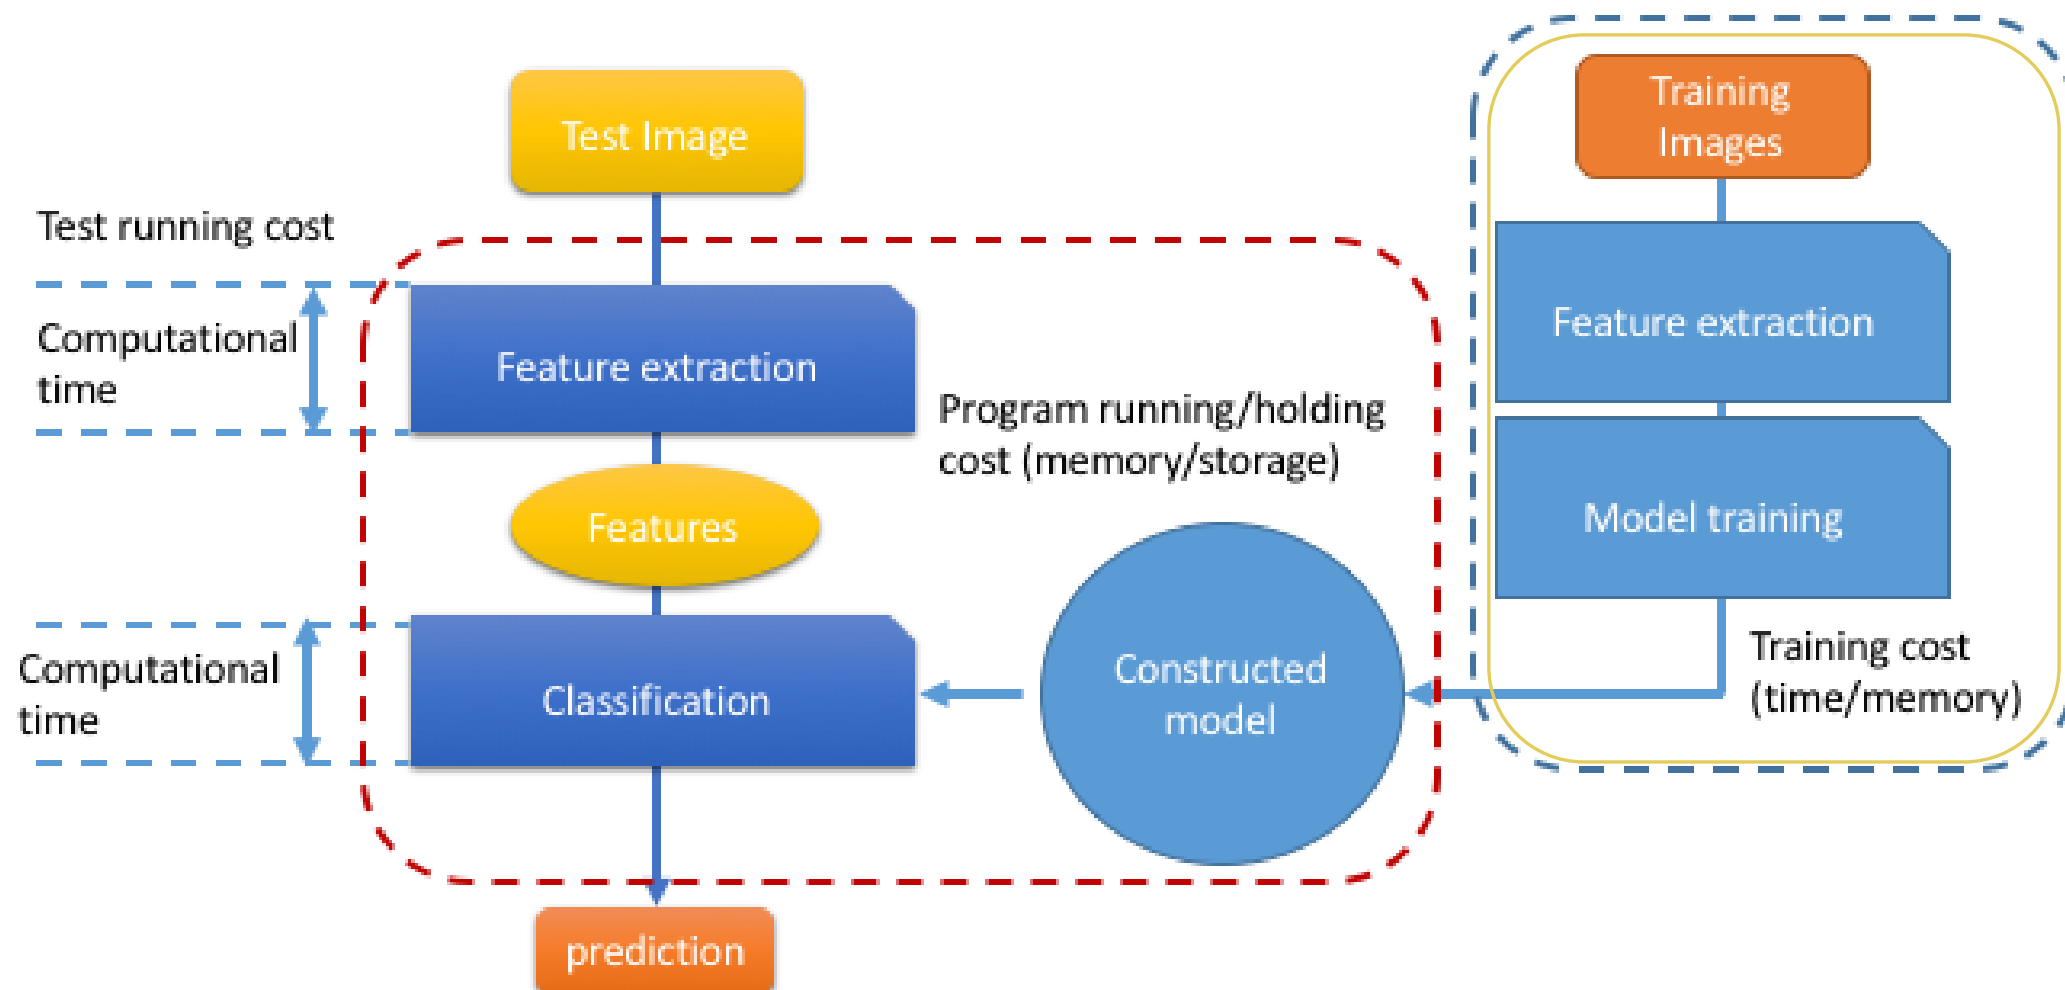 Test Image
Test running cost
Computational
time
Feature extraction
Program running/holding
cost (memory/storage)
Features
Computational
time
Classification
Constructed
model
prediction
Training
Images
Feature extraction
Model training
Training cost
(time/memory)